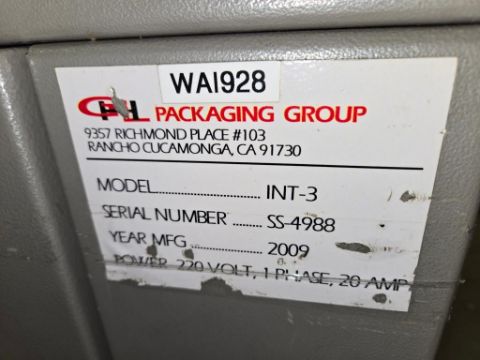 WAI928
PACKAGING GROUP
9357 RICHMOND PLACE #103
RANCHO CUCAMONGA, CA 91730
MODEL.................... INT-3
SERIAL NUMBER ........ SS-4988
YEAR MFG ................. 2009
POWER 220 VOLT, 1 PHASE, 20 AMP